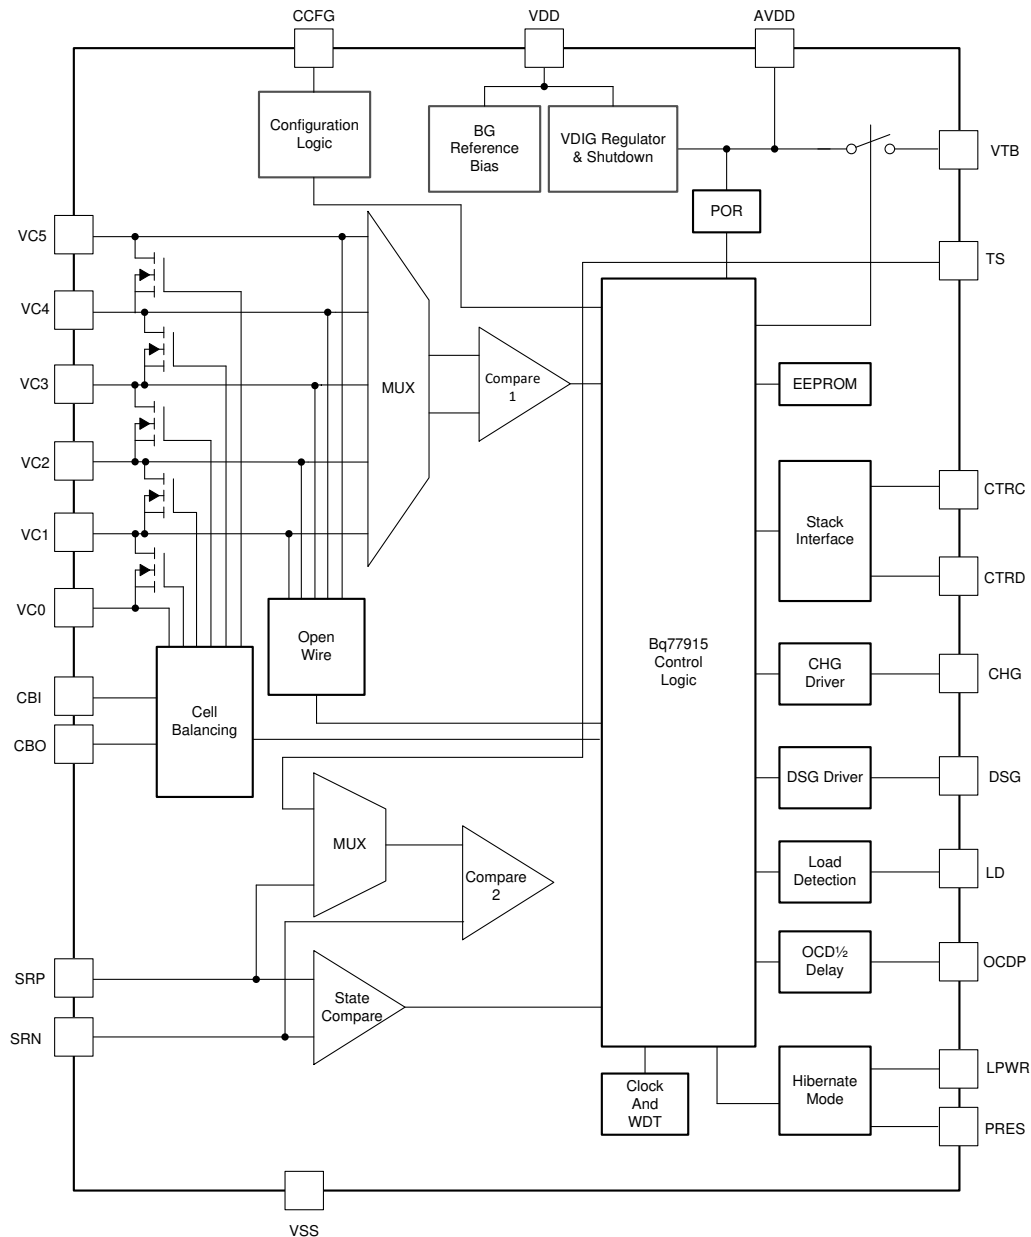 CCFG
VDD
AVDD
Configuration
Logic
BG
Reference
Bias
VDIG Regulator
& Shutdown
VTB
POR
VC5
TS
VC4
VC3
MUX
Compare
1
EEPROM
VC2
CTRC
VC1
Stack
Interface
CTRD
VC0
Open
Wire
Bq77915
Control
Logic
CHG
Driver
CHG
CBI
Cell
Balancing
CBO
DSG Driver
DSG
MUX
Compare
2
Load
Detection
LD
SRP
OCD½
Delay
OCDP
State
Compare
SRN
LPWR
Clock
And
WDT
Hibernate
Mode
PRES
VSS